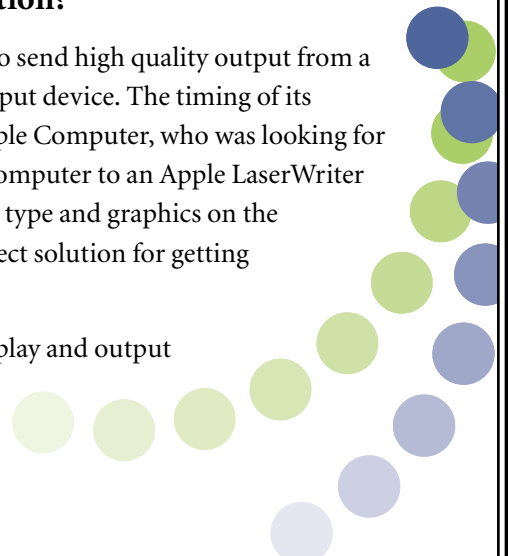 tion?
o send high quality output from a
put device. The timing of its
ple Computer, who was looking for
omputer to an Apple LaserWriter
type and graphics on the
ect solution for getting
play and output